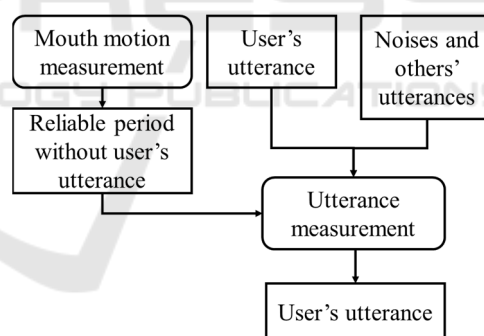 Mouth motion
measurement
User's
utterance
Noises and
others'
utterances
Reliable period
without user's
utterance
Utterance
measurement
User's utterance